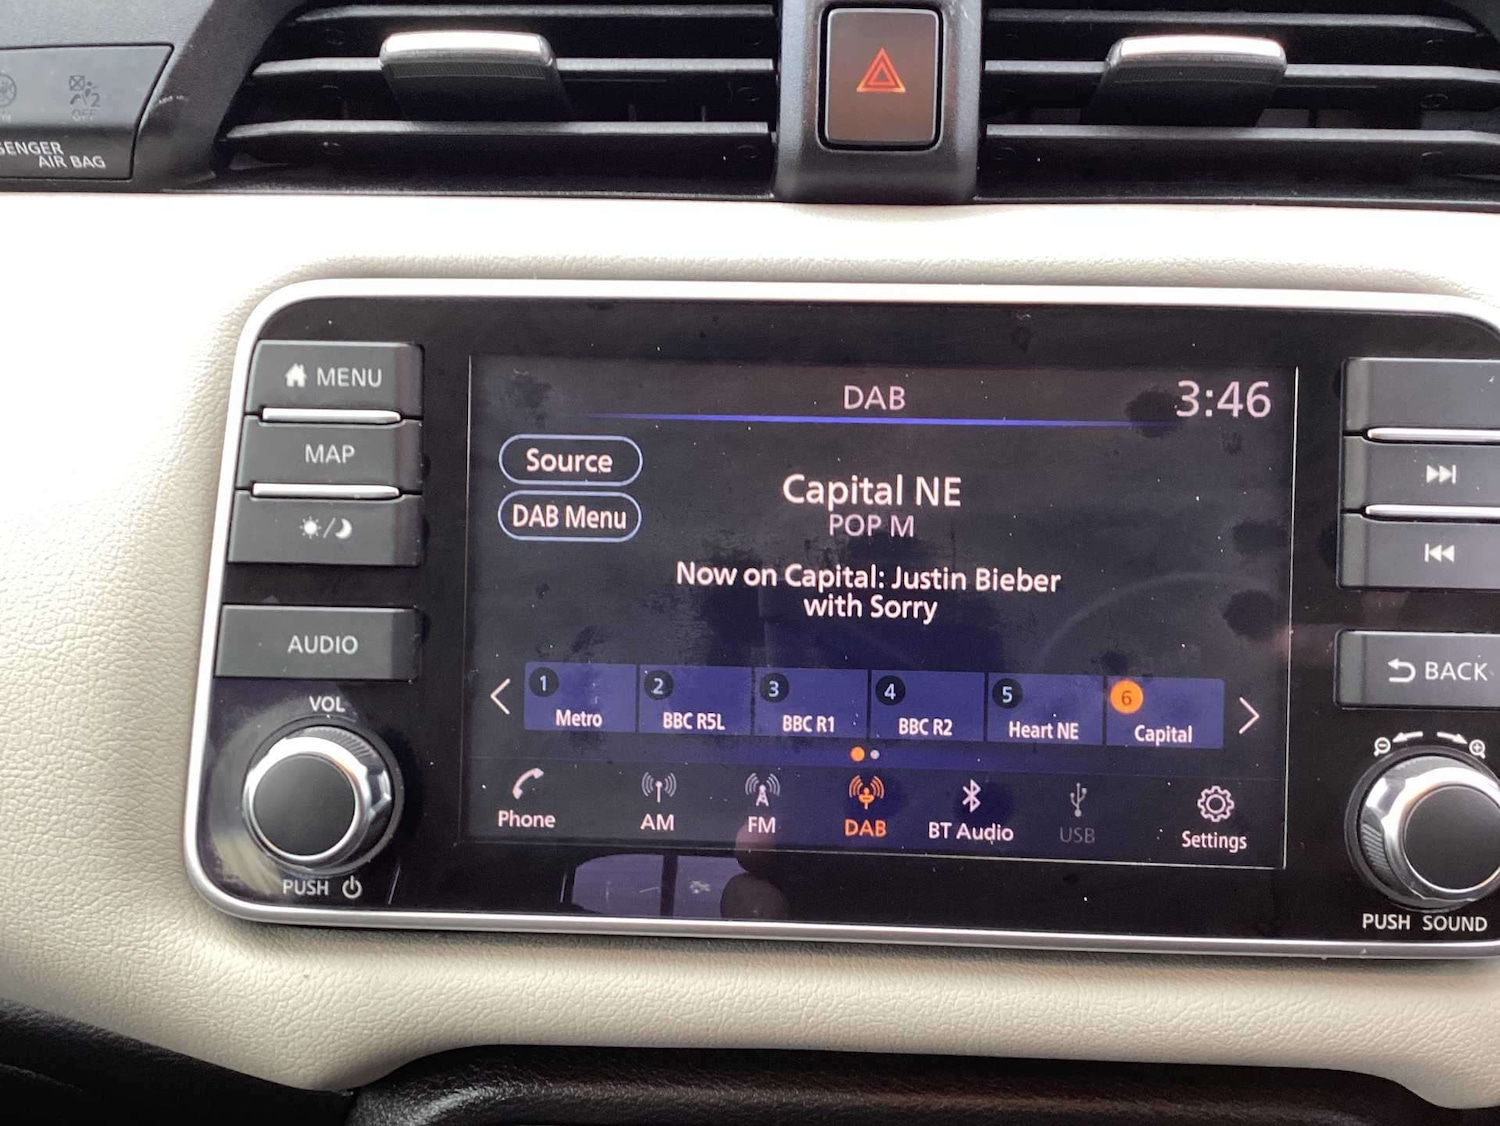 OFF
AIR BAG
MENU
MAP
AUDIO
VOL
PUSH
DAB
3:46
Source
DAB Menu
Capital NE
POP M
Now on Capital: Justin Bieber
with Sorry
1
Metro
2
BBC R5L
3
BBC R1
4
BBC R2
5
Heart NE
6
Capital
Phone
AM
FM
DAB
BT Audio
USB
Settings
BACK
PUSH SOUND